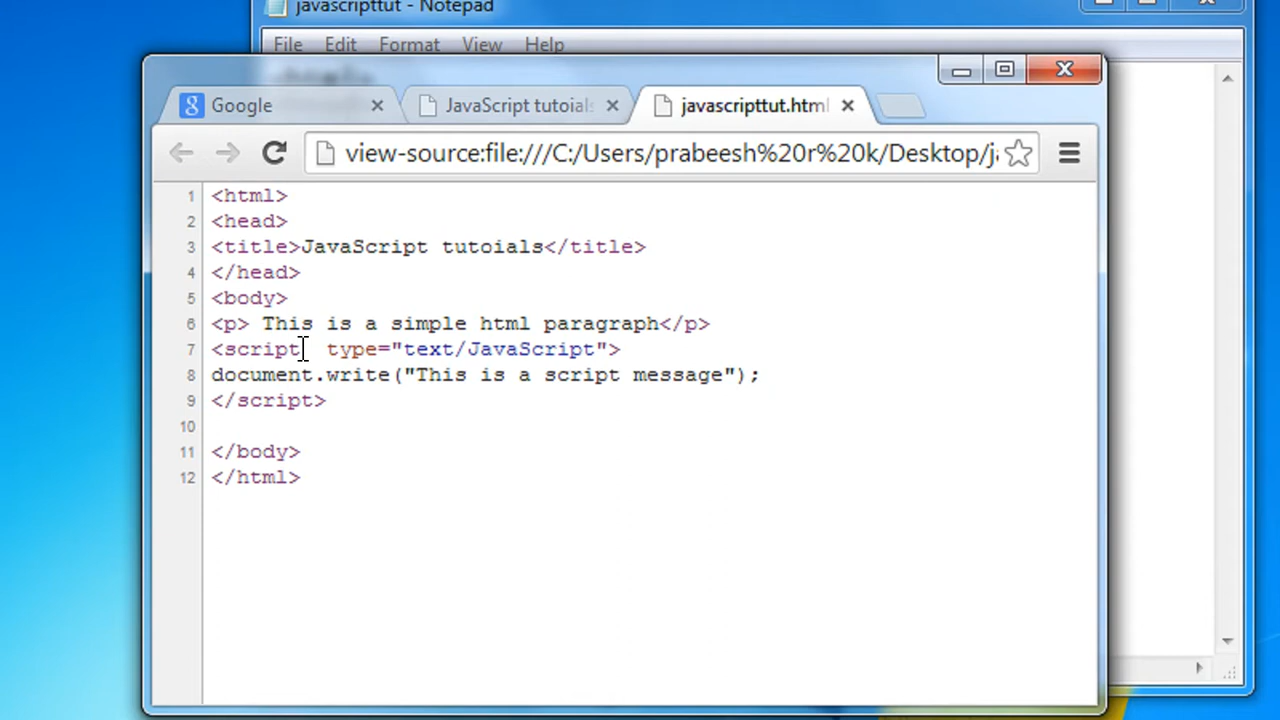 javascripttut - Notepad
File Edit Format View Help
Google
JavaScript tutoials
javascripttut.html
view-source:file:///C:/Users/prabeesh%20r%20k/Desktop/j
1 <html>
2 <head>
3 <title>JavaScript tutoials</title>
4 </head>
5 <body>
6 <p> This is a simple html paragraph</p>
7 <script type="text/JavaScript">
8 document.write("This is a script message");
9 </script>
10
11 </body>
12 </html>